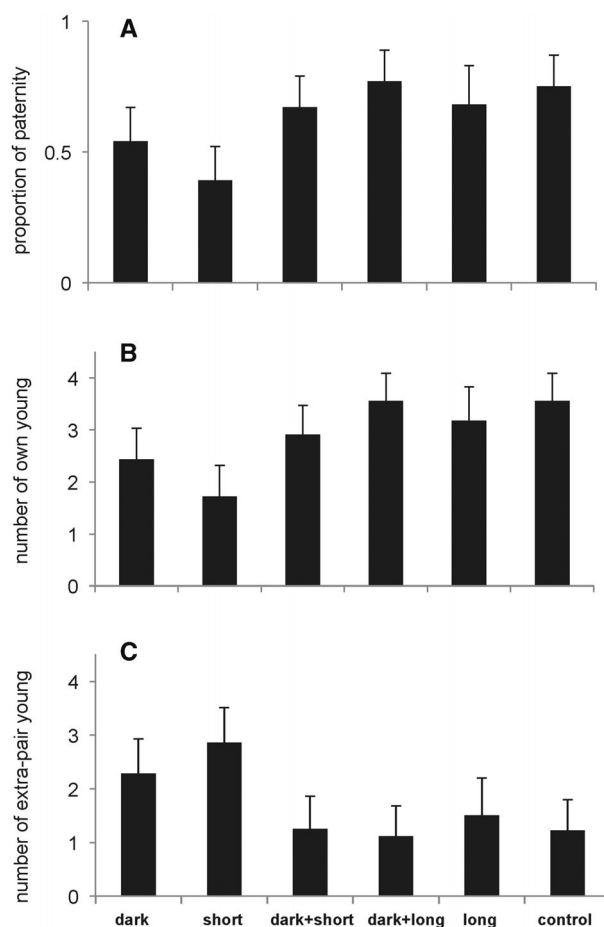 A
proportion of paternity
1
0.5
0
B
number of own young
4
3
2
1
0
C
number of extra-pair young
4
3
2
1
0
dark short dark+short dark+long long control